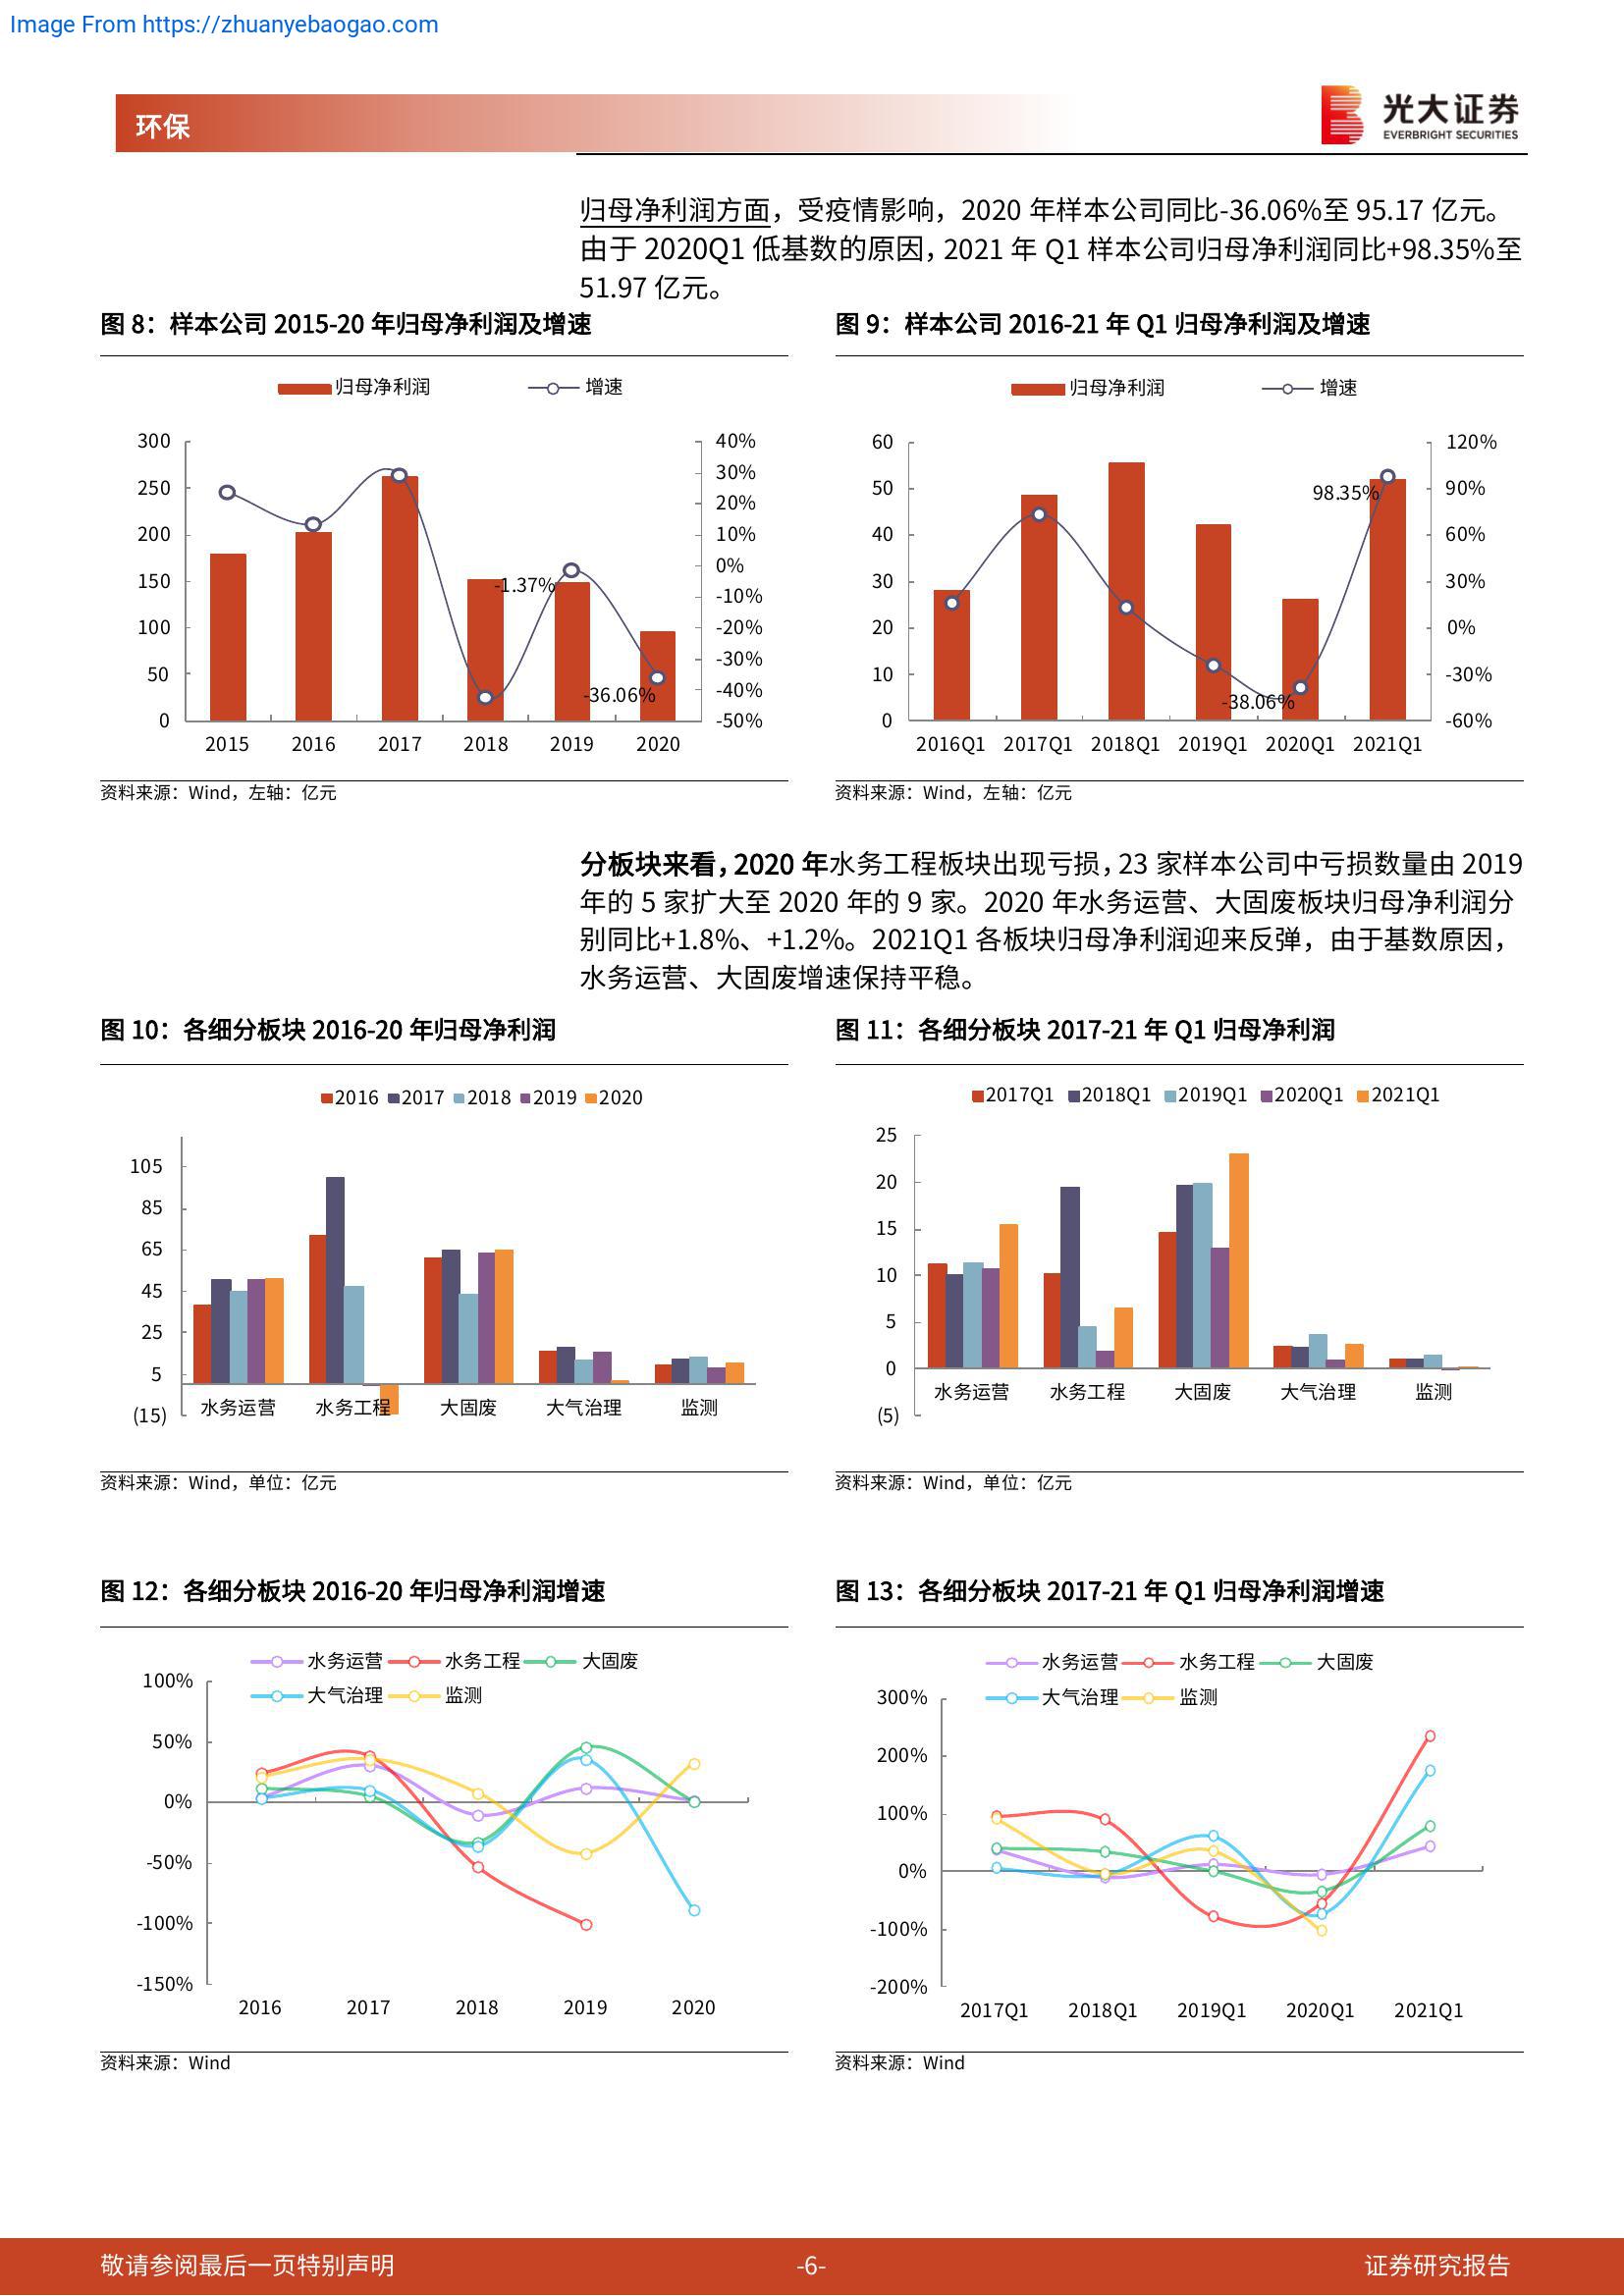 Image From https://zhuanyebaogao.com
环保
光大证券
EVERBRIGHT SECURITIES
归母净利润方面，受疫情影响，2020 年样本公司同比-36.06%至 95.17 亿元。
由于 2020Q1 低基数的原因，2021 年 Q1 样本公司归母净利润同比+98.35%至
51.97 亿元。
图 8：样本公司 2015-20 年归母净利润及增速
归母净利润 增速
300
250
200
150
100
50
0
40%
30%
20%
10%
0%
-10%
-20%
-30%
-40%
-50%
-1.37%
-36.06%
2015 2016 2017 2018 2019 2020
资料来源：Wind，左轴：亿元
图 9：样本公司 2016-21 年 Q1 归母净利润及增速
归母净利润 增速
60
50
40
30
20
10
0
120%
90%
60%
30%
0%
-30%
-60%
98.35%
-38.06%
2016Q1 2017Q1 2018Q1 2019Q1 2020Q1 2021Q1
资料来源：Wind，左轴：亿元
分板块来看，2020 年水务工程板块出现亏损，23 家样本公司中亏损数量由 2019
年的 5 家扩大至 2020 年的 9 家。2020 年水务运营、大固废板块归母净利润分
别同比+1.8%、+1.2%。2021Q1 各板块归母净利润迎来反弹，由于基数原因，
水务运营、大固废增速保持平稳。
图 10：各细分板块 2016-20 年归母净利润
2016 2017 2018 2019 2020
105
85
65
45
25
5
(15)
水务运营 水务工程 大固废 大气治理 监测
资料来源：Wind，单位：亿元
图 11：各细分板块 2017-21 年 Q1 归母净利润
2017Q1 2018Q1 2019Q1 2020Q1 2021Q1
25
20
15
10
5
0
(5)
水务运营 水务工程 大固废 大气治理 监测
资料来源：Wind，单位：亿元
图 12：各细分板块 2016-20 年归母净利润增速
水务运营 水务工程 大固废
大气治理 监测
100%
50%
0%
-50%
-100%
-150%
2016 2017 2018 2019 2020
资料来源：Wind
图 13：各细分板块 2017-21 年 Q1 归母净利润增速
水务运营 水务工程 大固废
大气治理 监测
300%
200%
100%
0%
-100%
-200%
2017Q1 2018Q1 2019Q1 2020Q1 2021Q1
资料来源：Wind
敬请参阅最后一页特别声明 -6- 证券研究报告